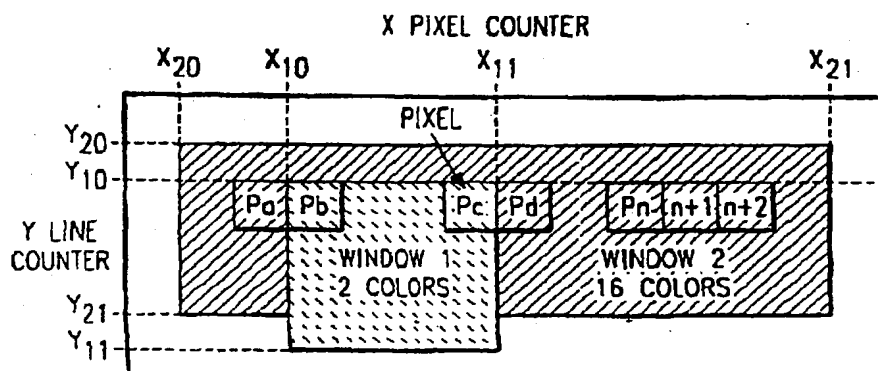 X PIXEL COUNTER
X20 X10 X11 X21
PIXEL
Y20
Y10
Pa Pb Pc Pd Pn n+1 n+2
Y LINE
COUNTER
WINDOW 1
2 COLORS
WINDOW 2
16 COLORS
Y21
Y11